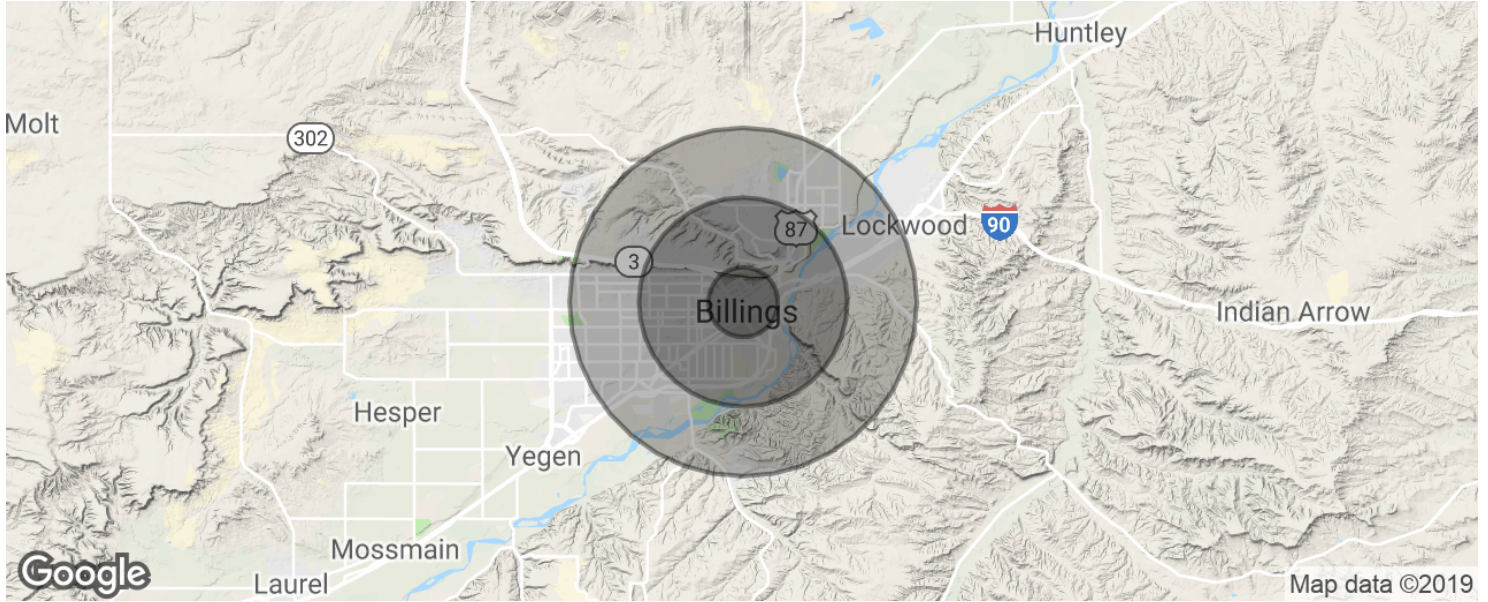 Huntley
Molt
302
87
Lockwood
90
3
Billings
Indian Arrow
Hesper
Yegen
Mossmain
Laurel
Google
Map data ©2019